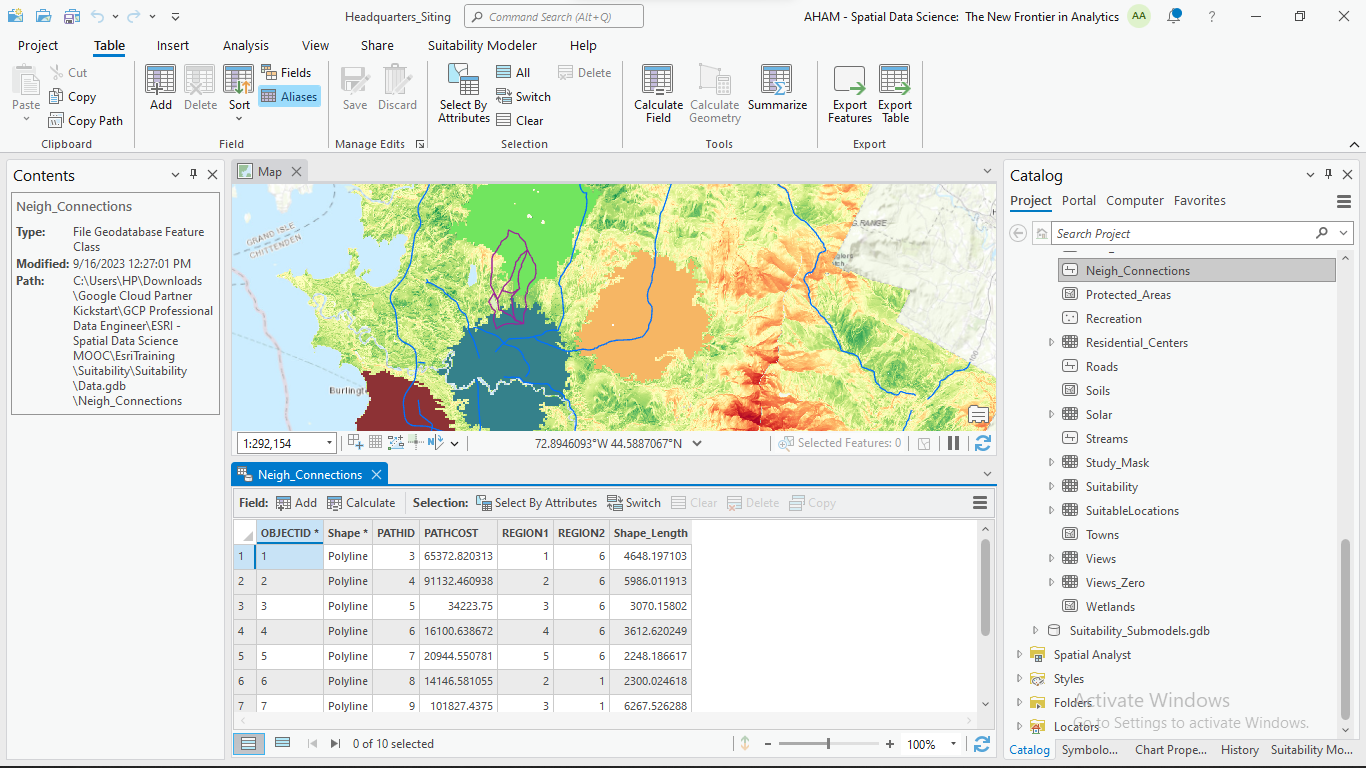 Headquarters_Siting
Command Search (Alt+Q)
AHAM - Spatial Data Science: The New Frontier in Analytics
AA
?
Project
Table
Insert
Analysis
View
Share
Suitability Modeler
Help
Paste
Cut
Copy
Copy Path
Clipboard
Add
Delete
Sort
Fields
Aliases
Field
Save
Discard
Manage Edits
Select By
Attributes
All
Switch
Clear
Delete
Selection
Calculate
Field
Calculate
Geometry
Summarize
Tools
Export
Features
Export
Table
Export
Contents
Neigh_Connections
Type: File Geodatabase Feature
Class
Modified: 9/16/2023 12:27:01 PM
Path: C:\Users\HP\Downloads
\Google Cloud Partner
Kickstart\GCP Professional
Data Engineer\ESRI -
Spatial Data Science
MOOC\EsriTraining
\Suitability\Suitability
\Data.gdb
\Neigh_Connections
Map
GRAND ISLE
CHITTENDEN
Burling
RANGE
1:292,154
72.8946093°W 44.5887067°N
Selected Features: 0
Neigh_Connections
Field: Add Calculate Selection: Select By Attributes Switch Clear Delete Copy
OBJECTID * Shape * PATHID PATHCOST REGION1 REGION2 Shape_Length
1 1 Polyline 3 65372.820313 1 6 4648.197103
2 2 Polyline 4 91132.460938 2 6 5986.011913
3 3 Polyline 5 34223.75 3 6 3070.15802
4 4 Polyline 6 16100.638672 4 6 3612.620249
5 5 Polyline 7 20944.550781 5 6 2248.186617
6 6 Polyline 8 14146.581055 2 1 2300.024618
7 7 Polyline 9 101827.4375 3 1 6267.526288
0 of 10 selected
100%
Catalog
Project Portal Computer Favorites
Search Project
Neigh_Connections
Protected_Areas
Recreation
Residential_Centers
Roads
Soils
Solar
Streams
Study_Mask
Suitability
SuitableLocations
Towns
Views
Views_Zero
Wetlands
Suitability_Submodels.gdb
Spatial Analyst
Styles
Folders
Locators
Activate Windows
Go to Settings to activate Windows.
Catalog Symbolo... Chart Prope... History Suitability Mo...